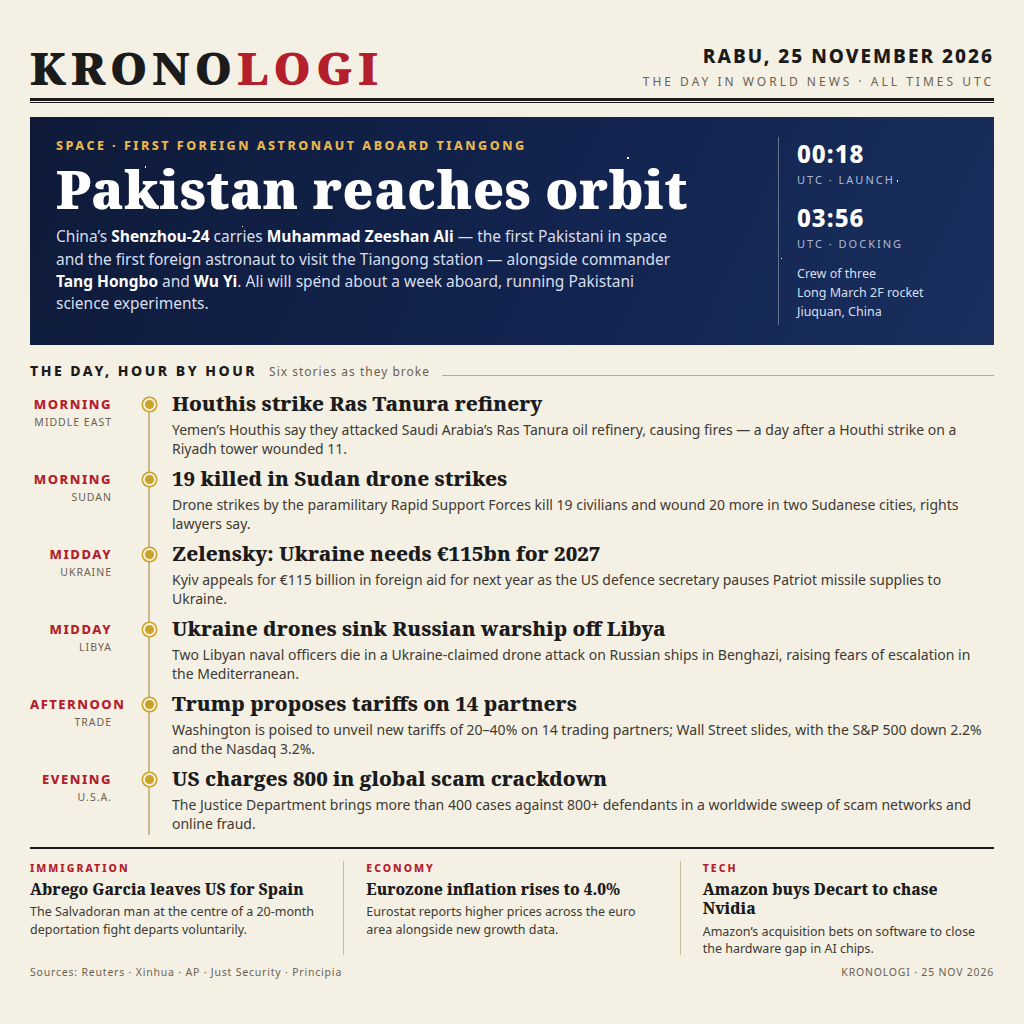 KRONOLOGI
RABU, 25 NOVEMBER 2026
THE DAY IN WORLD NEWS · ALL TIMES UTC
SPACE · FIRST FOREIGN ASTRONAUT ABOARD TIANGONG
Pakistan reaches orbit
China’s Shenzhou-24 carries Muhammad Zeeshan Ali — the first Pakistani in space
and the first foreign astronaut to visit the Tiangong station — alongside commander
Tang Hongbo and Wu Yi. Ali will spend about a week aboard, running Pakistani
science experiments.
00:18
UTC · LAUNCH
03:56
UTC · DOCKING
Crew of three
Long March 2F rocket
Jiuquan, China
THE DAY, HOUR BY HOUR Six stories as they broke
MORNING
MIDDLE EAST
Houthis strike Ras Tanura refinery
Yemen’s Houthis say they attacked Saudi Arabia’s Ras Tanura oil refinery, causing fires — a day after a Houthi strike on a
Riyadh tower wounded 11.
MORNING
SUDAN
19 killed in Sudan drone strikes
Drone strikes by the paramilitary Rapid Support Forces kill 19 civilians and wound 20 more in two Sudanese cities, rights
lawyers say.
MIDDAY
UKRAINE
Zelensky: Ukraine needs €115bn for 2027
Kyiv appeals for €115 billion in foreign aid for next year as the US defence secretary pauses Patriot missile supplies to
Ukraine.
MIDDAY
LIBYA
Ukraine drones sink Russian warship off Libya
Two Libyan naval officers die in a Ukraine-claimed drone attack on Russian ships in Benghazi, raising fears of escalation in
the Mediterranean.
AFTERNOON
TRADE
Trump proposes tariffs on 14 partners
Washington is poised to unveil new tariffs of 20–40% on 14 trading partners; Wall Street slides, with the S&P 500 down 2.2%
and the Nasdaq 3.2%.
EVENING
U.S.A.
US charges 800 in global scam crackdown
The Justice Department brings more than 400 cases against 800+ defendants in a worldwide sweep of scam networks and
online fraud.
IMMIGRATION
Abrego Garcia leaves US for Spain
The Salvadoran man at the centre of a 20-month
deportation fight departs voluntarily.
ECONOMY
Eurozone inflation rises to 4.0%
Eurostat reports higher prices across the euro
area alongside new growth data.
TECH
Amazon buys Decart to chase
Nvidia
Amazon’s acquisition bets on software to close
the hardware gap in AI chips.
Sources: Reuters · Xinhua · AP · Just Security · Principia
KRONOLOGI · 25 NOV 2026